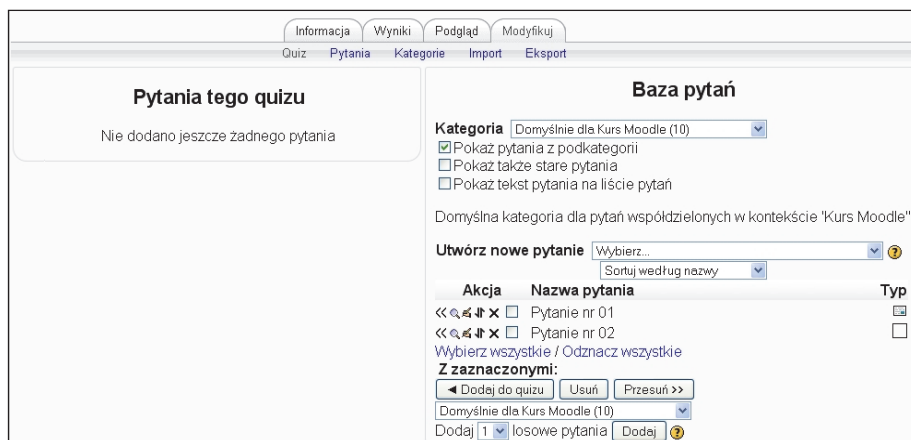 Informacja Wyniki Podgląd Modyfikuj
Quiz Pytania Kategorie Import Eksport
Pytania tego quizu
Nie dodano jeszcze żadnego pytania
Baza pytań
Kategoria Domyślnie dla Kurs Moodle (10)
Pokaż pytania z podkategorii
Pokaż także stare pytania
Pokaż tekst pytania na liście pytań
Domyślna kategoria dla pytań współdzielonych w kontekście 'Kurs Moodle"
Utwórz nowe pytanie Wybierz...
Sortuj według nazwy
Akcja Nazwa pytania Typ
Pytanie nr 01
Pytanie nr 02
Wybierz wszystkie / Odznacz wszystkie
Z zaznaczonymi:
◄ Dodaj do quizu Usuń Przesuń >>
Domyślnie dla Kurs Moodle (10)
Dodaj 1 losowe pytania Dodaj